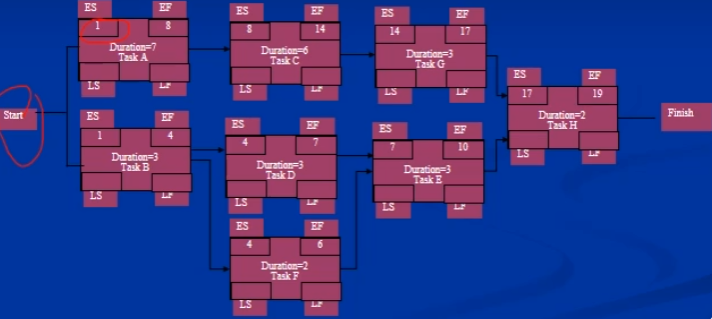 ES EF
1 8
Duration=7
Task A
LS LF
ES EF
8 14
Duration=6
Task C
LS LF
ES EF
14 17
Duration=3
Task G
LS LF
Start
ES EF
1 4
Duration=3
Task B
LS LF
ES EF
4 7
Duration=3
Task D
LS LF
ES EF
7 10
Duration=3
Task E
LS LF
ES EF
17 19
Duration=2
Task H
LS LF
Finish
ES EF
4 6
Duration=2
Task F
LS LF